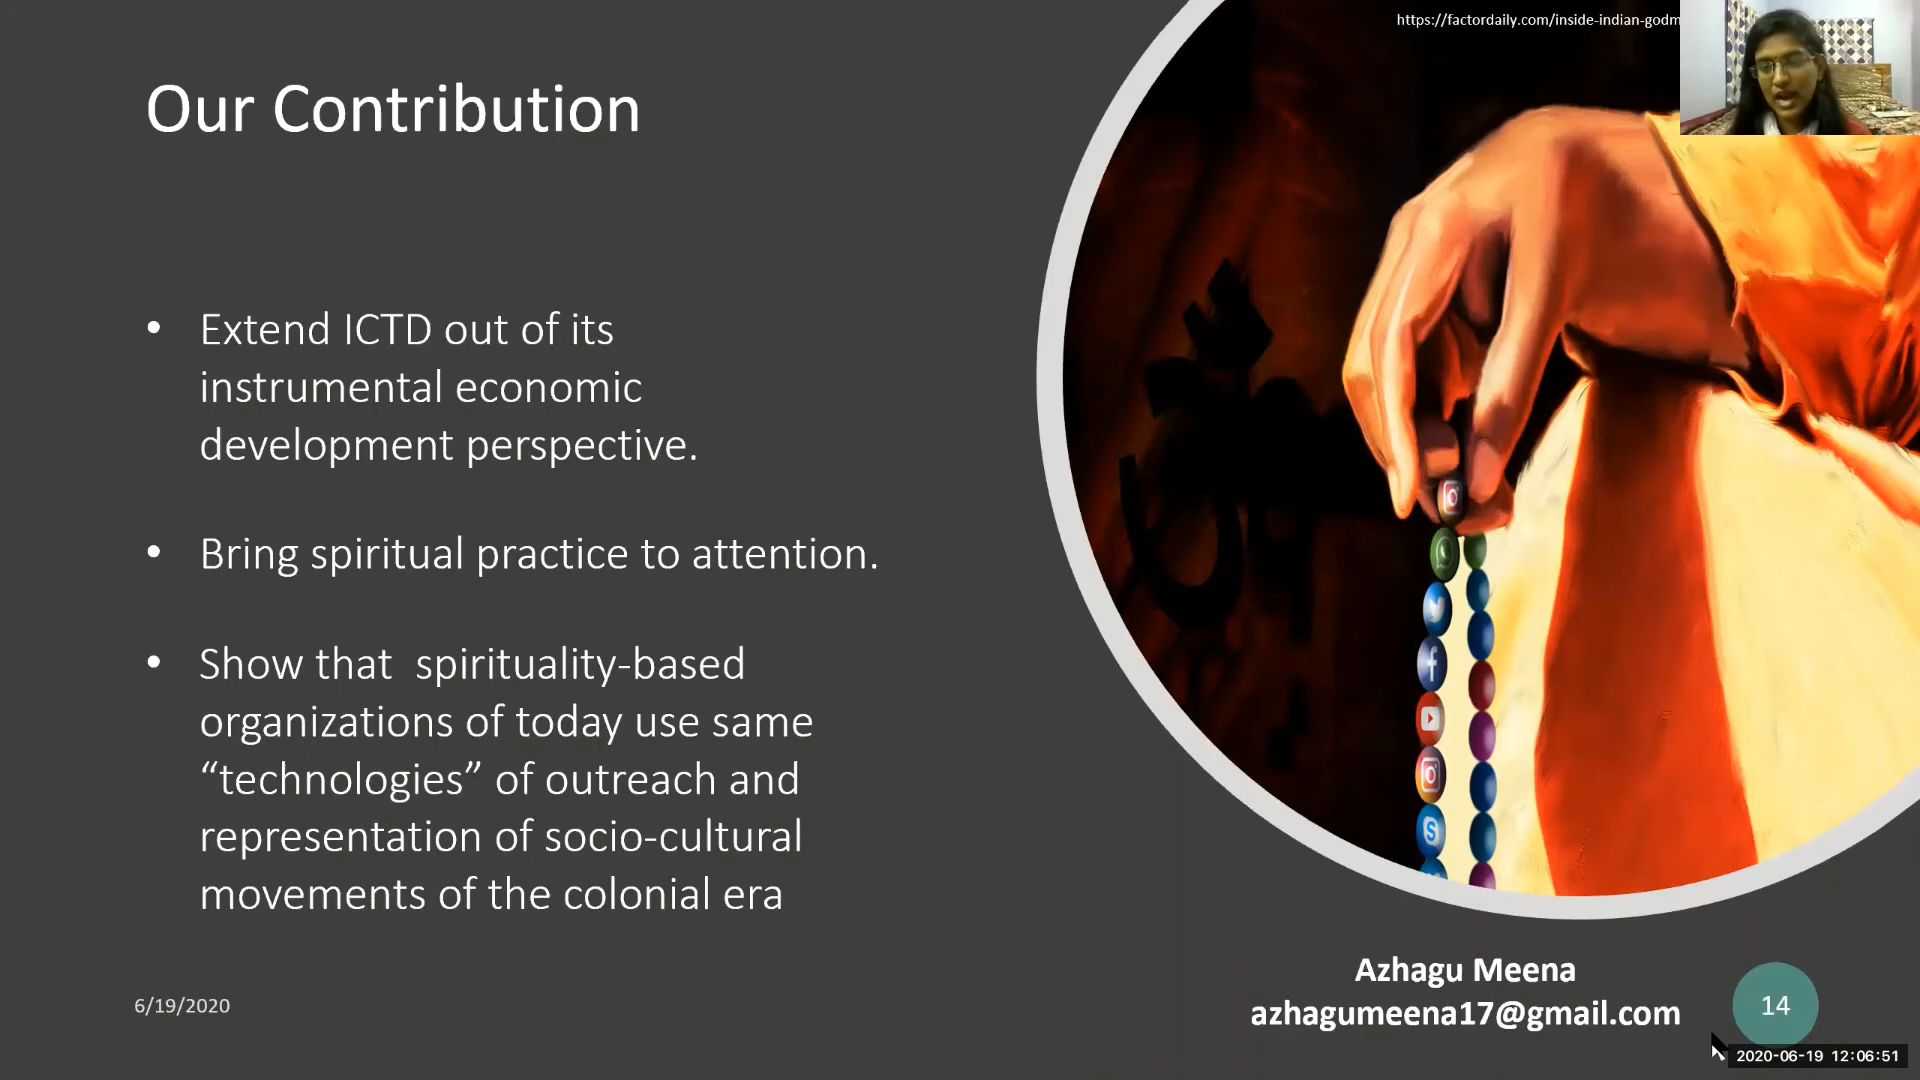 https://factordaily.com/inside-indian-godm
Our Contribution
• Extend ICTD out of its
instrumental economic
development perspective.
• Bring spiritual practice to attention.
• Show that  spirituality-based
organizations of today use same
“technologies” of outreach and
representation of socio-cultural
movements of the colonial era
Azhagu Meena
azhagumeena17@gmail.com
6/19/2020
14
2020-06-19 12:06:51